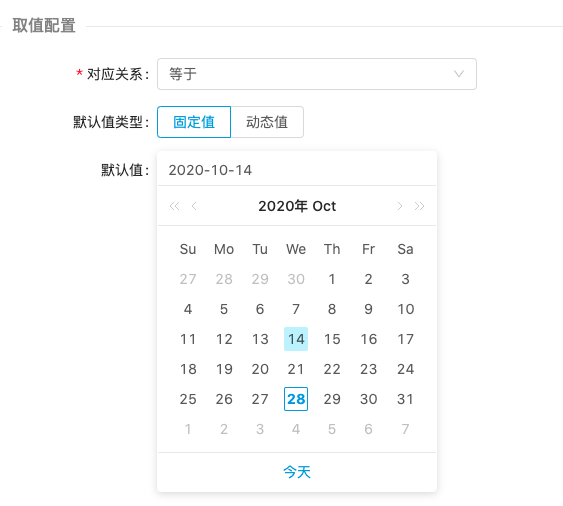 取值配置
* 对应关系: 等于
默认值类型: 固定值 动态值
默认值: 2020-10-14
2020年 Oct
Su Mo Tu We Th Fr Sa
27 28 29 30 1 2 3
4 5 6 7 8 9 10
11 12 13 14 15 16 17
18 19 20 21 22 23 24
25 26 27 28 29 30 31
1 2 3 4 5 6 7
今天